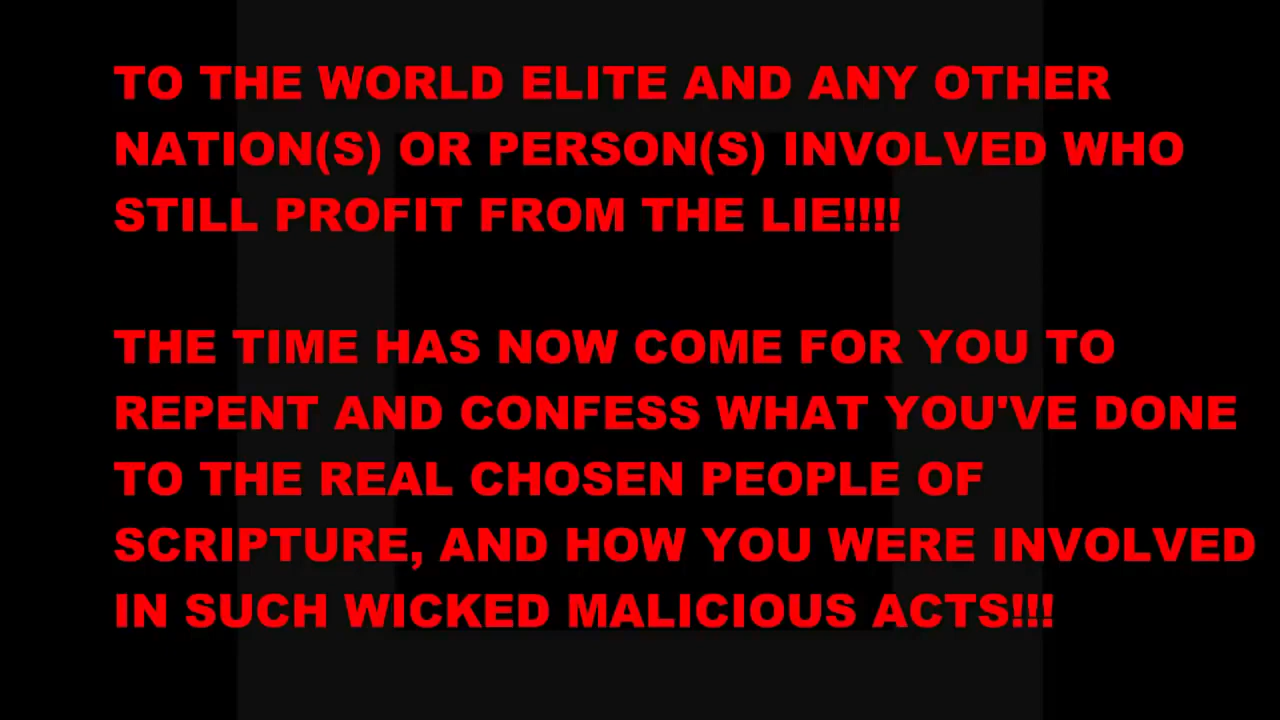 TO THE WORLD ELITE AND ANY OTHER
NATION(S) OR PERSON(S) INVOLVED WHO
STILL PROFIT FROM THE LIE!!!!
THE TIME HAS NOW COME FOR YOU TO
REPENT AND CONFESS WHAT YOU'VE DONE
TO THE REAL CHOSEN PEOPLE OF
SCRIPTURE, AND HOW YOU WERE INVOLVED
IN SUCH WICKED MALICIOUS ACTS!!!